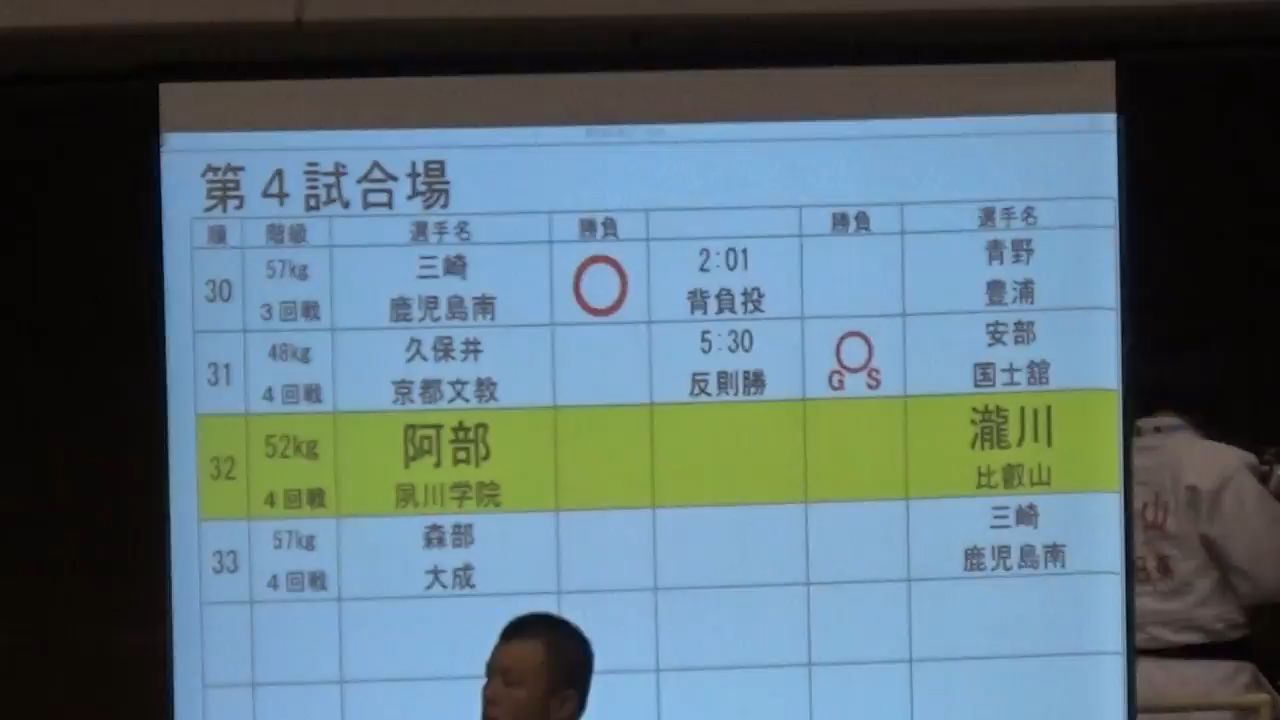 第4試合場
順 階級 選手名 勝負 勝負 選手名
57kg 三崎 2:01 青野
30
3回戦 鹿児島南 背負投 豊浦
48kg 久保井 5:30 安部
31
4回戦 京都文教 反則勝 GS 国士舘
52kg 阿部 瀧川
32
4回戦 夙川学院 比叡山
57kg 森部 三崎
33
4回戦 大成 鹿児島南
山